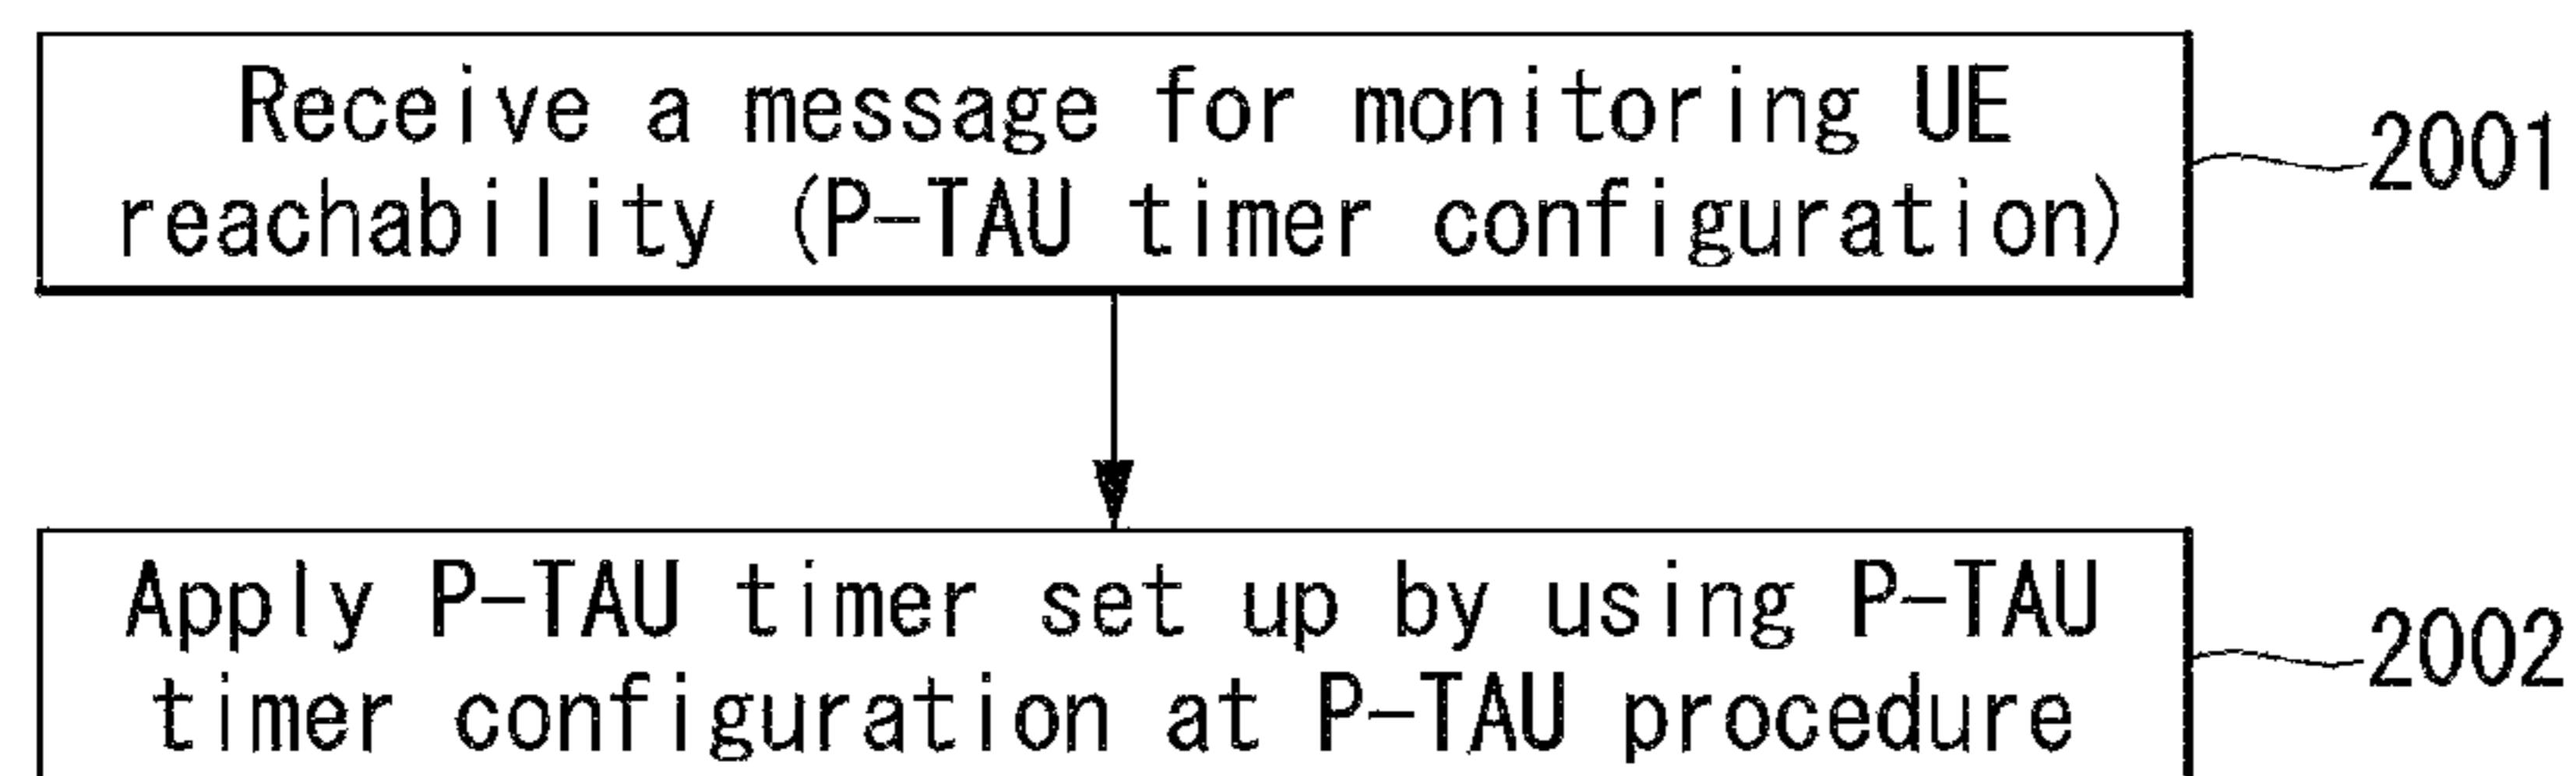 Receive a message for monitoring UE
reachability (P-TAU timer configuration)
2001
Apply P-TAU timer set up by using P-TAU
timer configuration at P-TAU procedure
2002